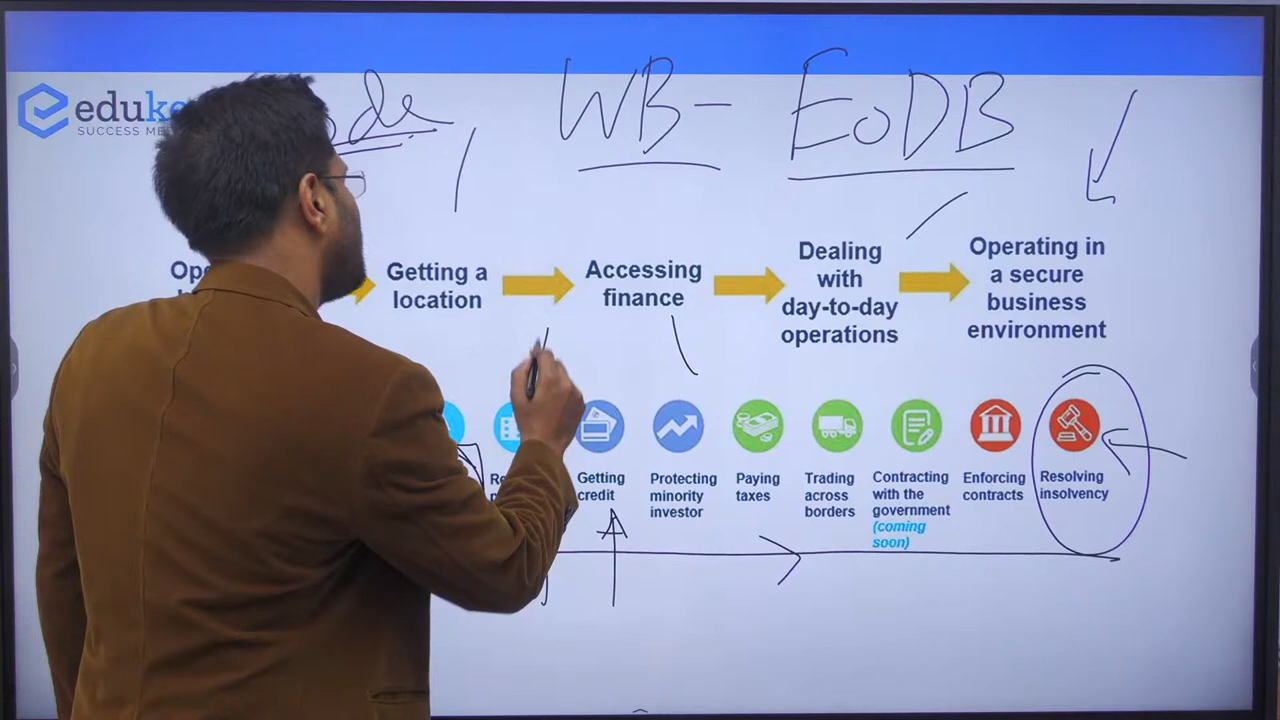 eduk
SUCCESS ME
WB - EODB
Getting a
location
Accessing
finance
Dealing
with
day-to-day
operations
Operating in
a secure
business
environment
Getting
credit
Protecting
minority
investor
Paying
taxes
Trading
across
borders
Contracting
with the
government
(coming
soon)
Enforcing
contracts
Resolving
insolvency